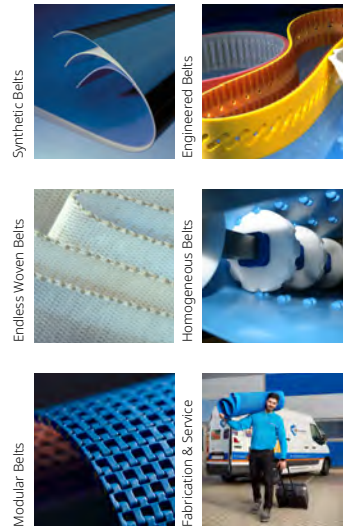 Synthetic Belts
Engineered Belts
Endless Woven Belts
Homogeneous Belts
Modular Belts
Fabrication & Service